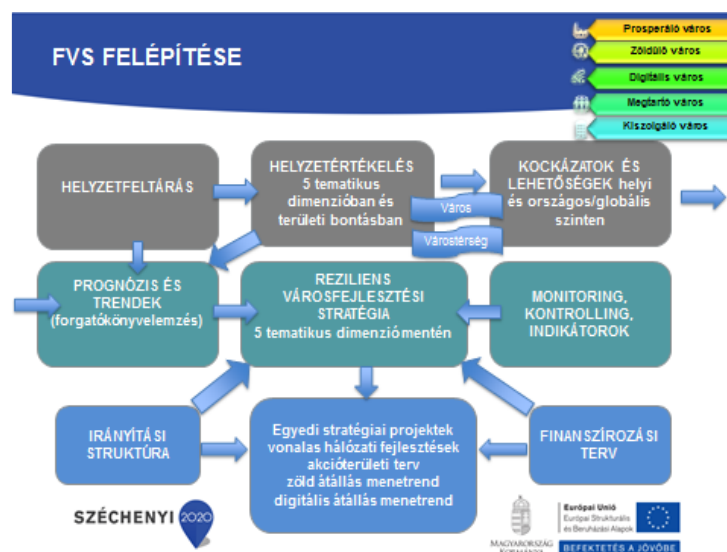 FVS FELÉPÍTÉSE
Prosperáló város
Zöldülő város
Digitális város
Megtartó város
Kiszolgáló város
HELYZETFELTÁRÁS
HELYZETÉRTÉKELÉS
5 tematikus
dimenzióban és
területi bontásban
KOCKÁZATOK ÉS
LEHETŐSÉGEK helyi
és országos/globális
szinten
Város
Várostérség
PROGNÓZIS ÉS
TRENDEK
(forgatókönyvelemzés)
REZILIENS
VÁROSFEJLESZTÉSI
STRATÉGIA
5 tematikus dimenzió mentén
MONITORING,
KONTROLLING,
INDIKÁTOROK
IRÁNYÍTÁSI
STRUKTÚRA
Egyedi stratégiai projektek
vonalas hálózati fejlesztések
akcióterületi terv
zöld átállás menetrend
digitális átállás menetrend
FINANSZÍROZÁSI
TERV
SZÉCHENYI 2020
MAGYARORSZÁG
KORMÁNYA
Európai Unió
Európai Strukturális
és Beruházási Alapok
BEFEKTETÉS A JÖVŐBE